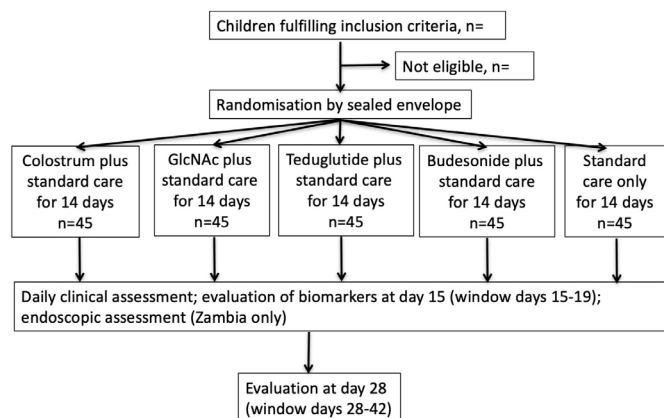 Children fulfilling inclusion criteria, n=
Not eligible, n=
Randomisation by sealed envelope
Colostrum plus
standard care
for 14 days
n=45
GlcNAc plus
standard care
for 14 days
n=45
Teduglutide plus
standard care
for 14 days
n=45
Budesonide plus
standard care
for 14 days
n=45
Standard
care only
for 14 days
n=45
Daily clinical assessment; evaluation of biomarkers at day 15 (window days 15-19);
endoscopic assessment (Zambia only)
Evaluation at day 28
(window days 28-42)